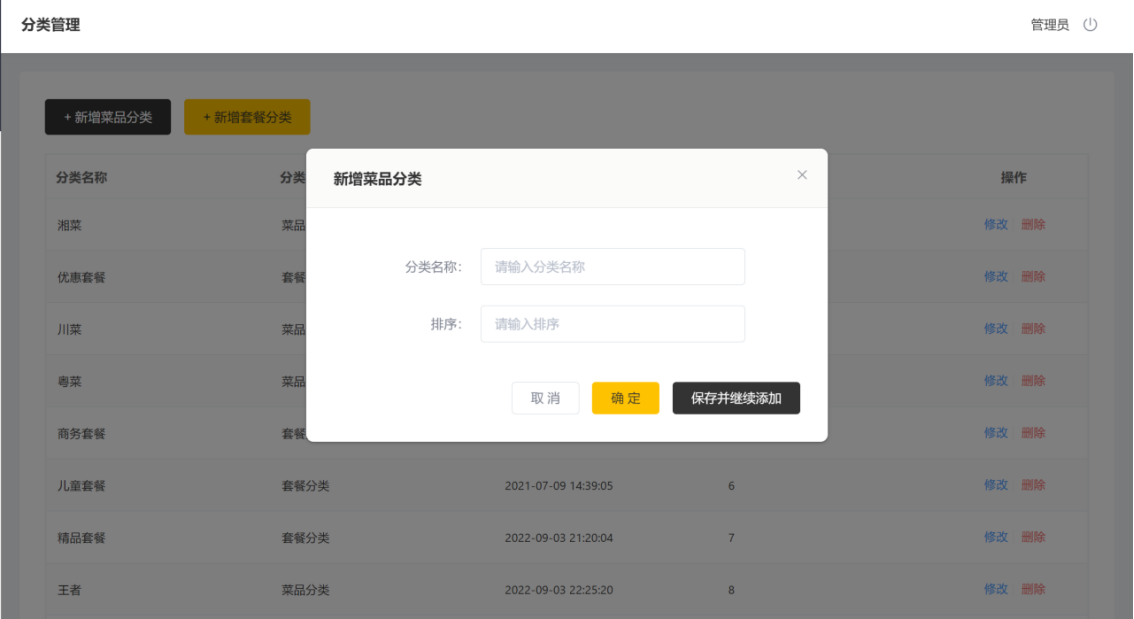 分类管理 管理员
+ 新增菜品分类 + 新增套餐分类
分类名称 分类 操作
新增菜品分类
湘菜 菜品 修改 删除
分类名称: 请输入分类名称
优惠套餐 套餐 修改 删除
川菜 菜品 修改 删除
排序: 请输入排序
粤菜 菜品 修改 删除
取 消 确 定 保存并继续添加
商务套餐 套餐 修改 删除
儿童套餐 套餐分类 2021-07-09 14:39:05 6 修改 删除
精品套餐 套餐分类 2022-09-03 21:20:04 7 修改 删除
王者 菜品分类 2022-09-03 22:25:20 8 修改 删除